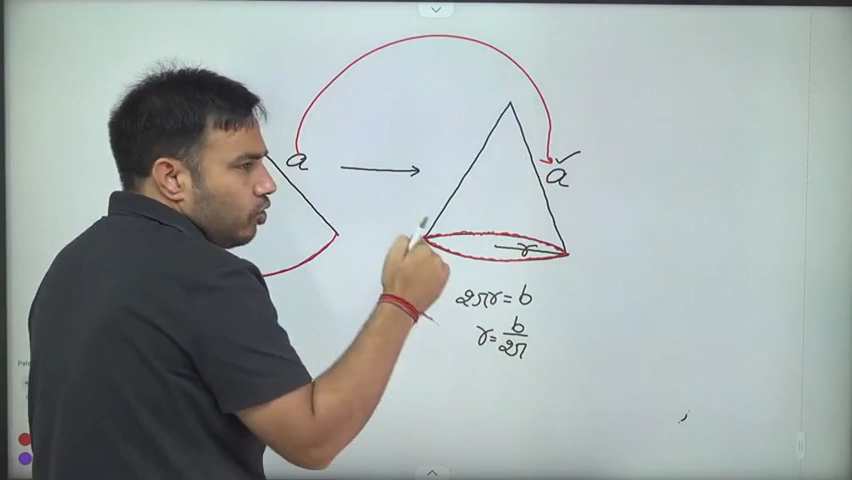 a
a
r
2πr = b
r = b/2π